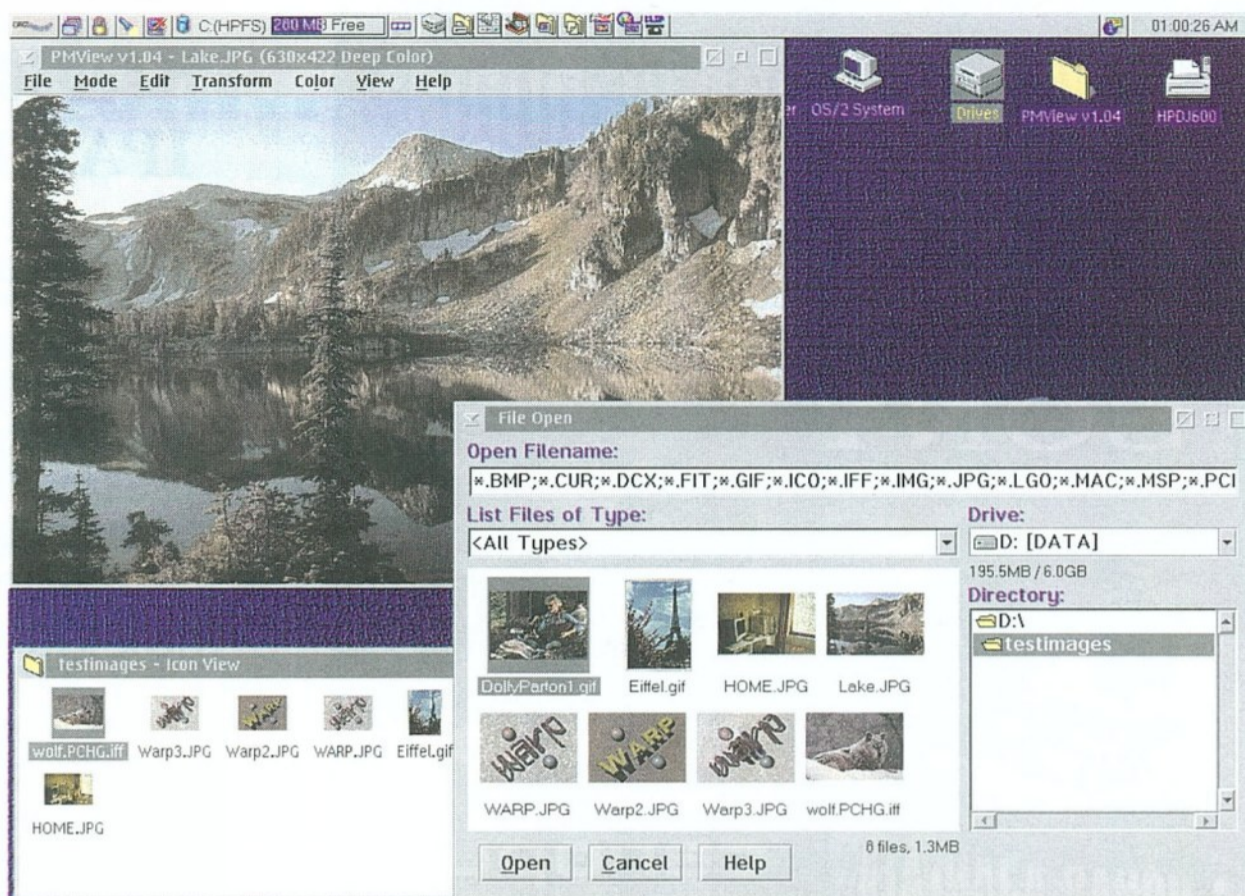 C:(HPFS) 280 MB Free
01:00:26 AM
PMView v1.04 - Lake.JPG (630x422 Deep Color)
File Mode Edit Transform Color View Help
OS/2 System
Drives
PMView v1.04
HPDJ600
File Open
Open Filename:
*.BMP;*.CUR;*.DCX;*.FIT;*.GIF;*.ICO;*.IFF;*.IMG;*.JPG;*.LGO;*.MAC;*.MSP;*.PCI
List Files of Type:
<All Types>
Drive:
D: [DATA]
195.5MB / 6.0GB
Directory:
D:\
testimages
DollyParton1.gif Eiffel.gif HOME.JPG Lake.JPG
WARP.JPG Warp2.JPG Warp3.JPG wolf.PCHG.iff
8 files, 1.3MB
Open Cancel Help
testimages - Icon View
wolf.PCHG.iff Warp3.JPG Warp2.JPG WARP.JPG Eiffel.gif
HOME.JPG